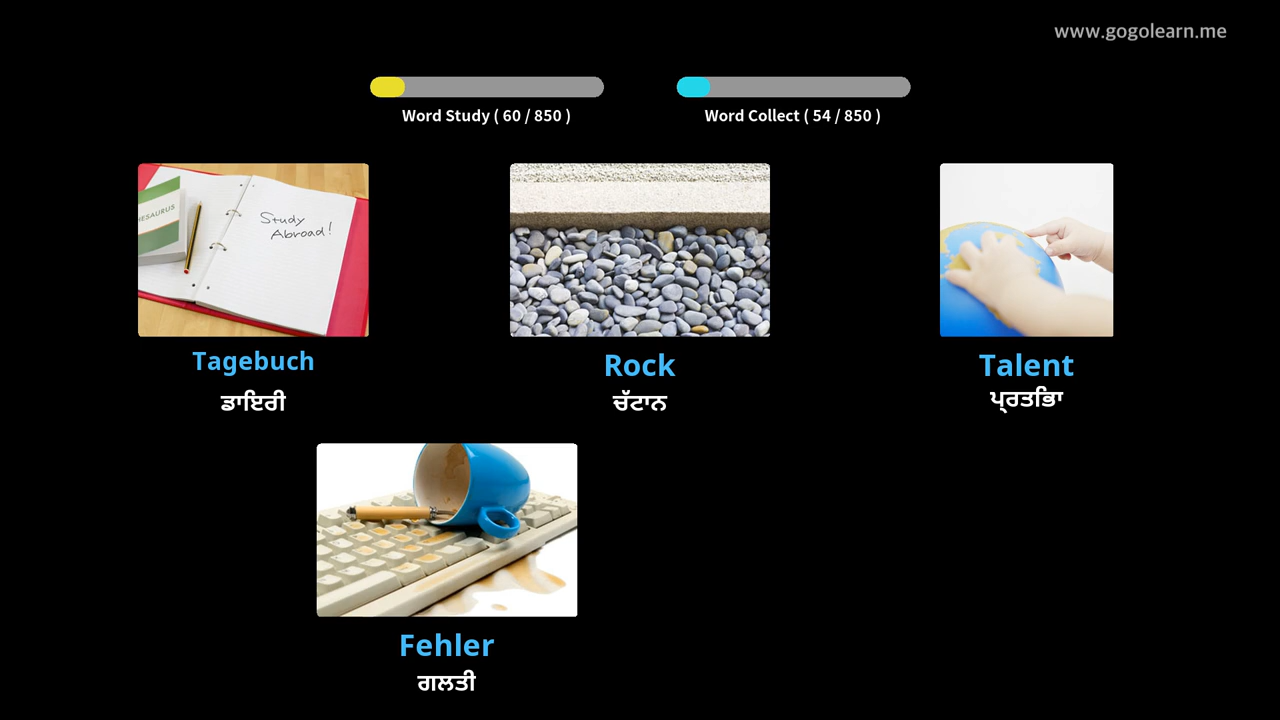 www.gogolearn.me
Word Study ( 60 / 850 )
Word Collect ( 54 / 850 )
HESAURUS
Study
Abroad!
Tagebuch
ਡਾਇਰੀ
Rock
ਚੱਟਾਨ
Talent
ਪ੍ਰਤਿਭਾ
Fehler
ਗਲਤੀ